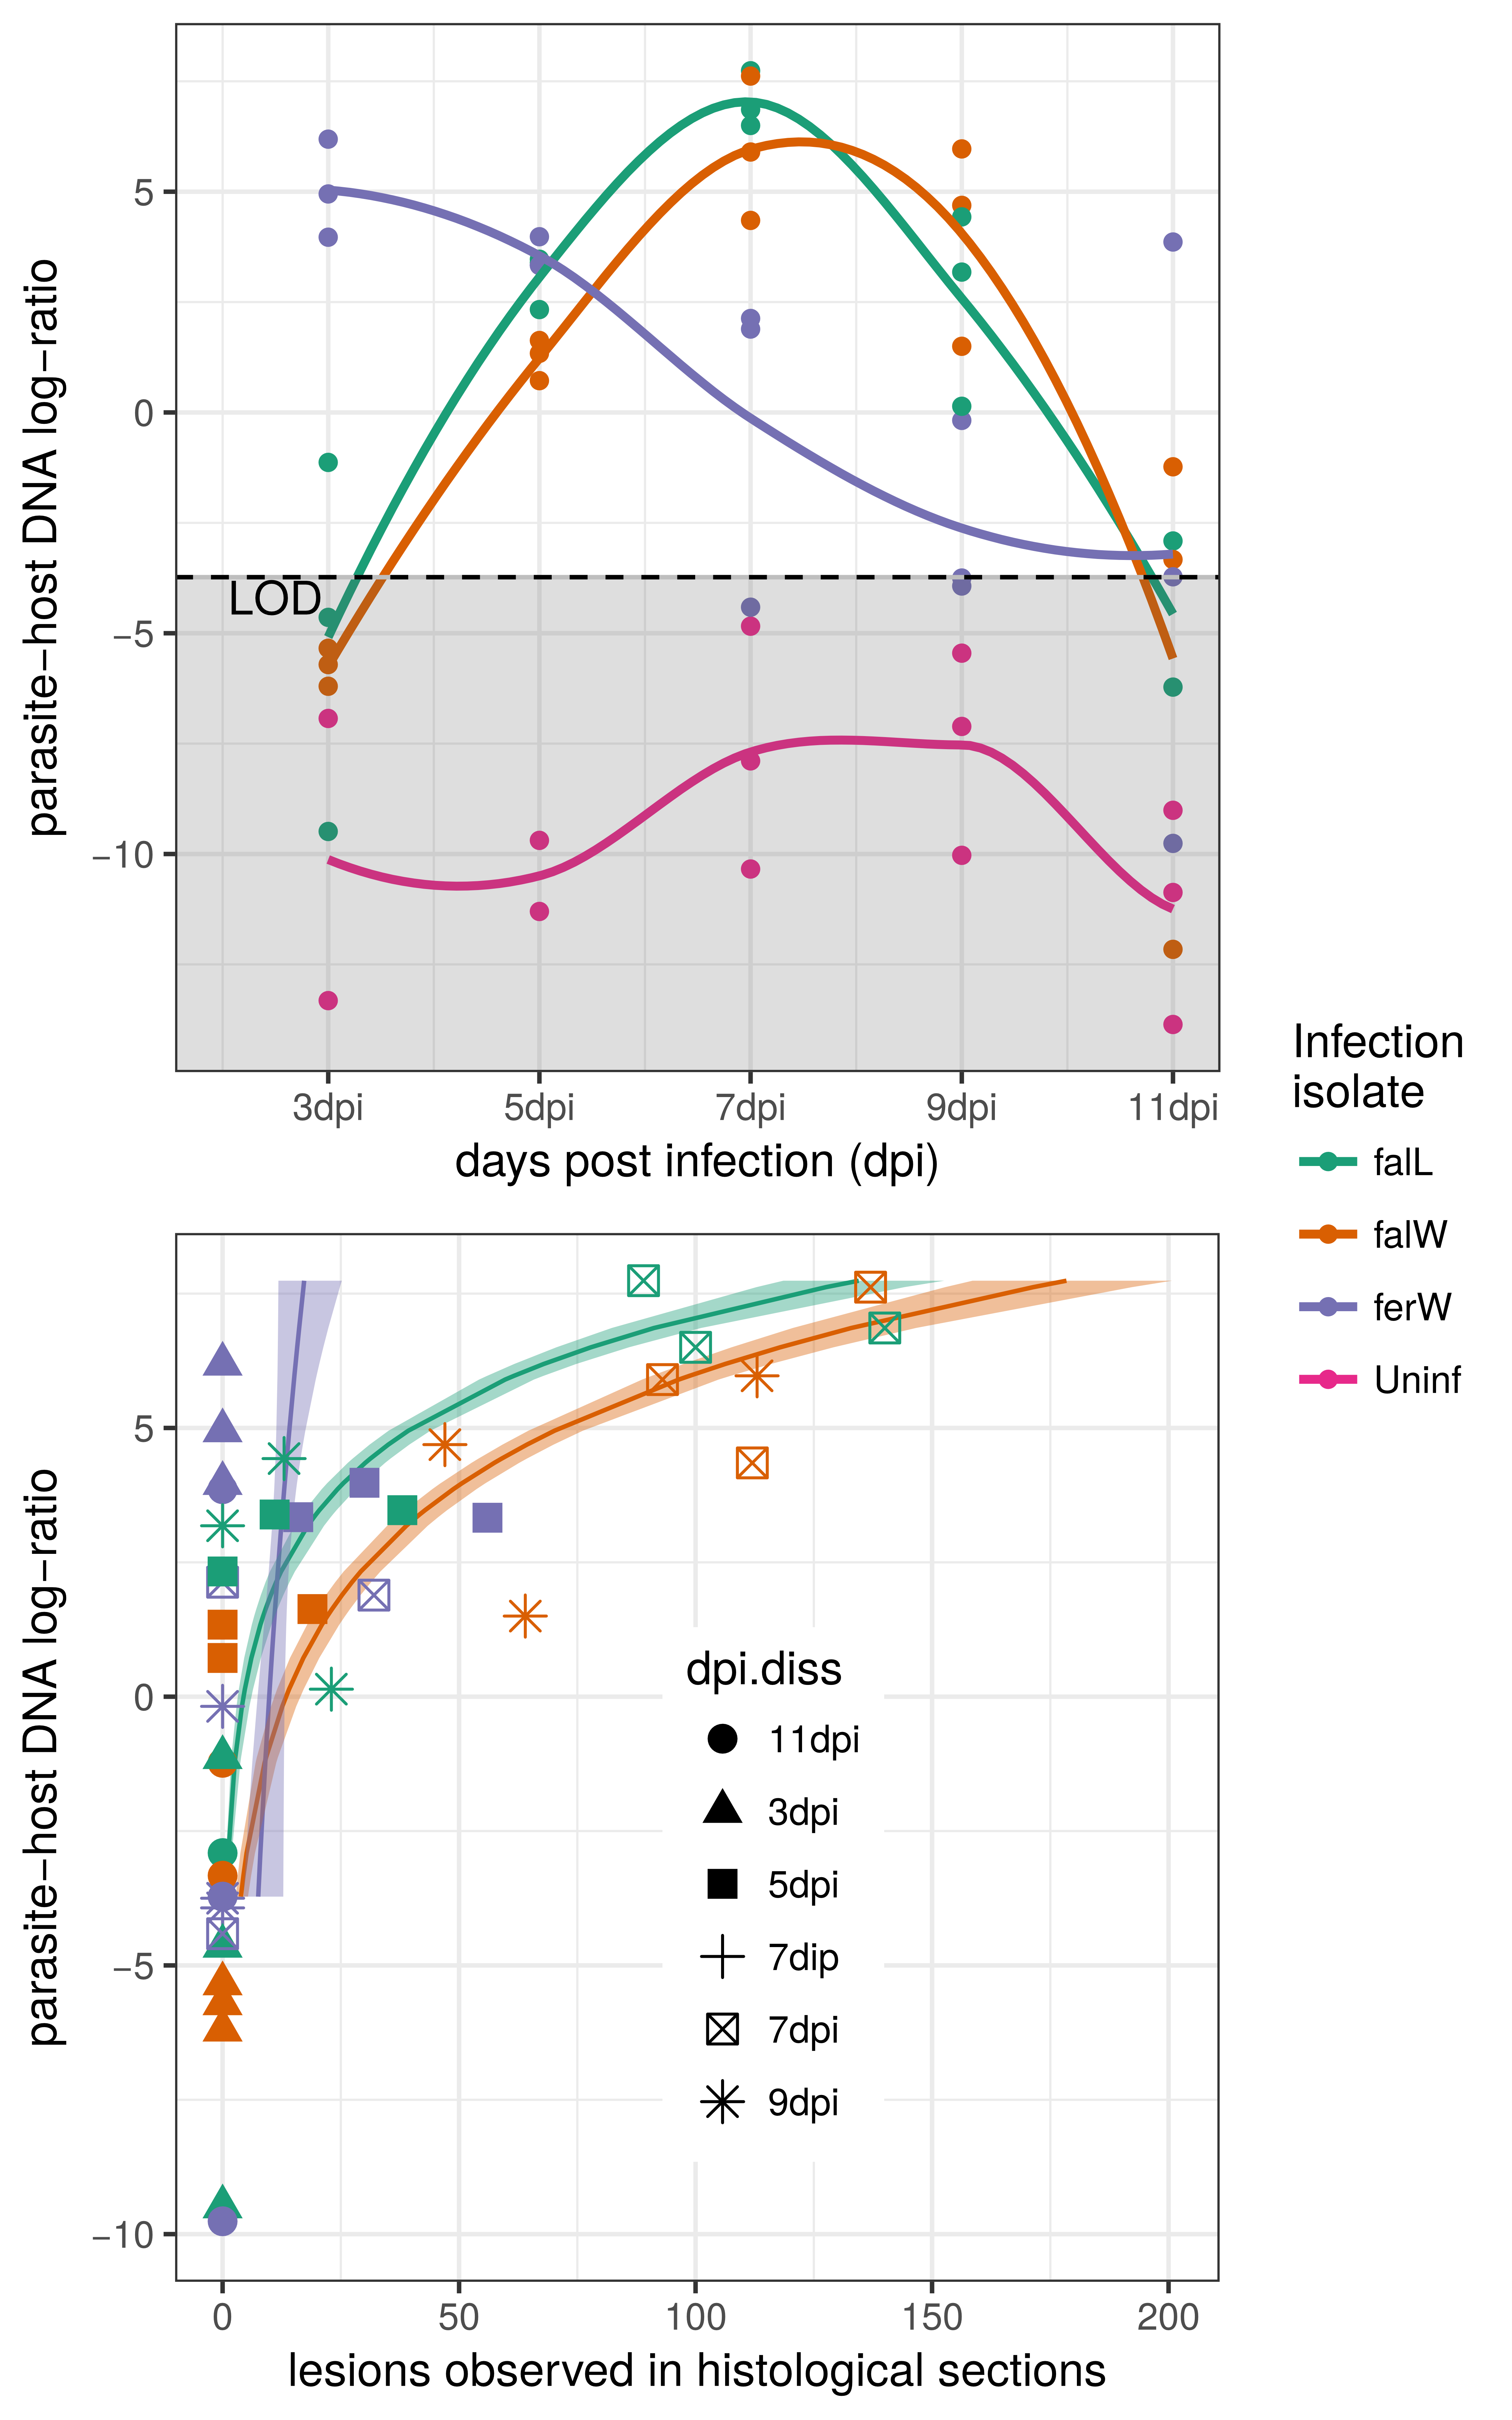 parasite−host DNA log−ratio
5
0
−5
−10
LOD
3dpi 5dpi 7dpi 9dpi 11dpi
days post infection (dpi)
Infection
isolate
falL
falW
ferW
Uninf
parasite−host DNA log−ratio
5
0
−5
−10
dpi.diss
11dpi
3dpi
5dpi
7dip
7dpi
9dpi
0 50 100 150 200
lesions observed in histological sections